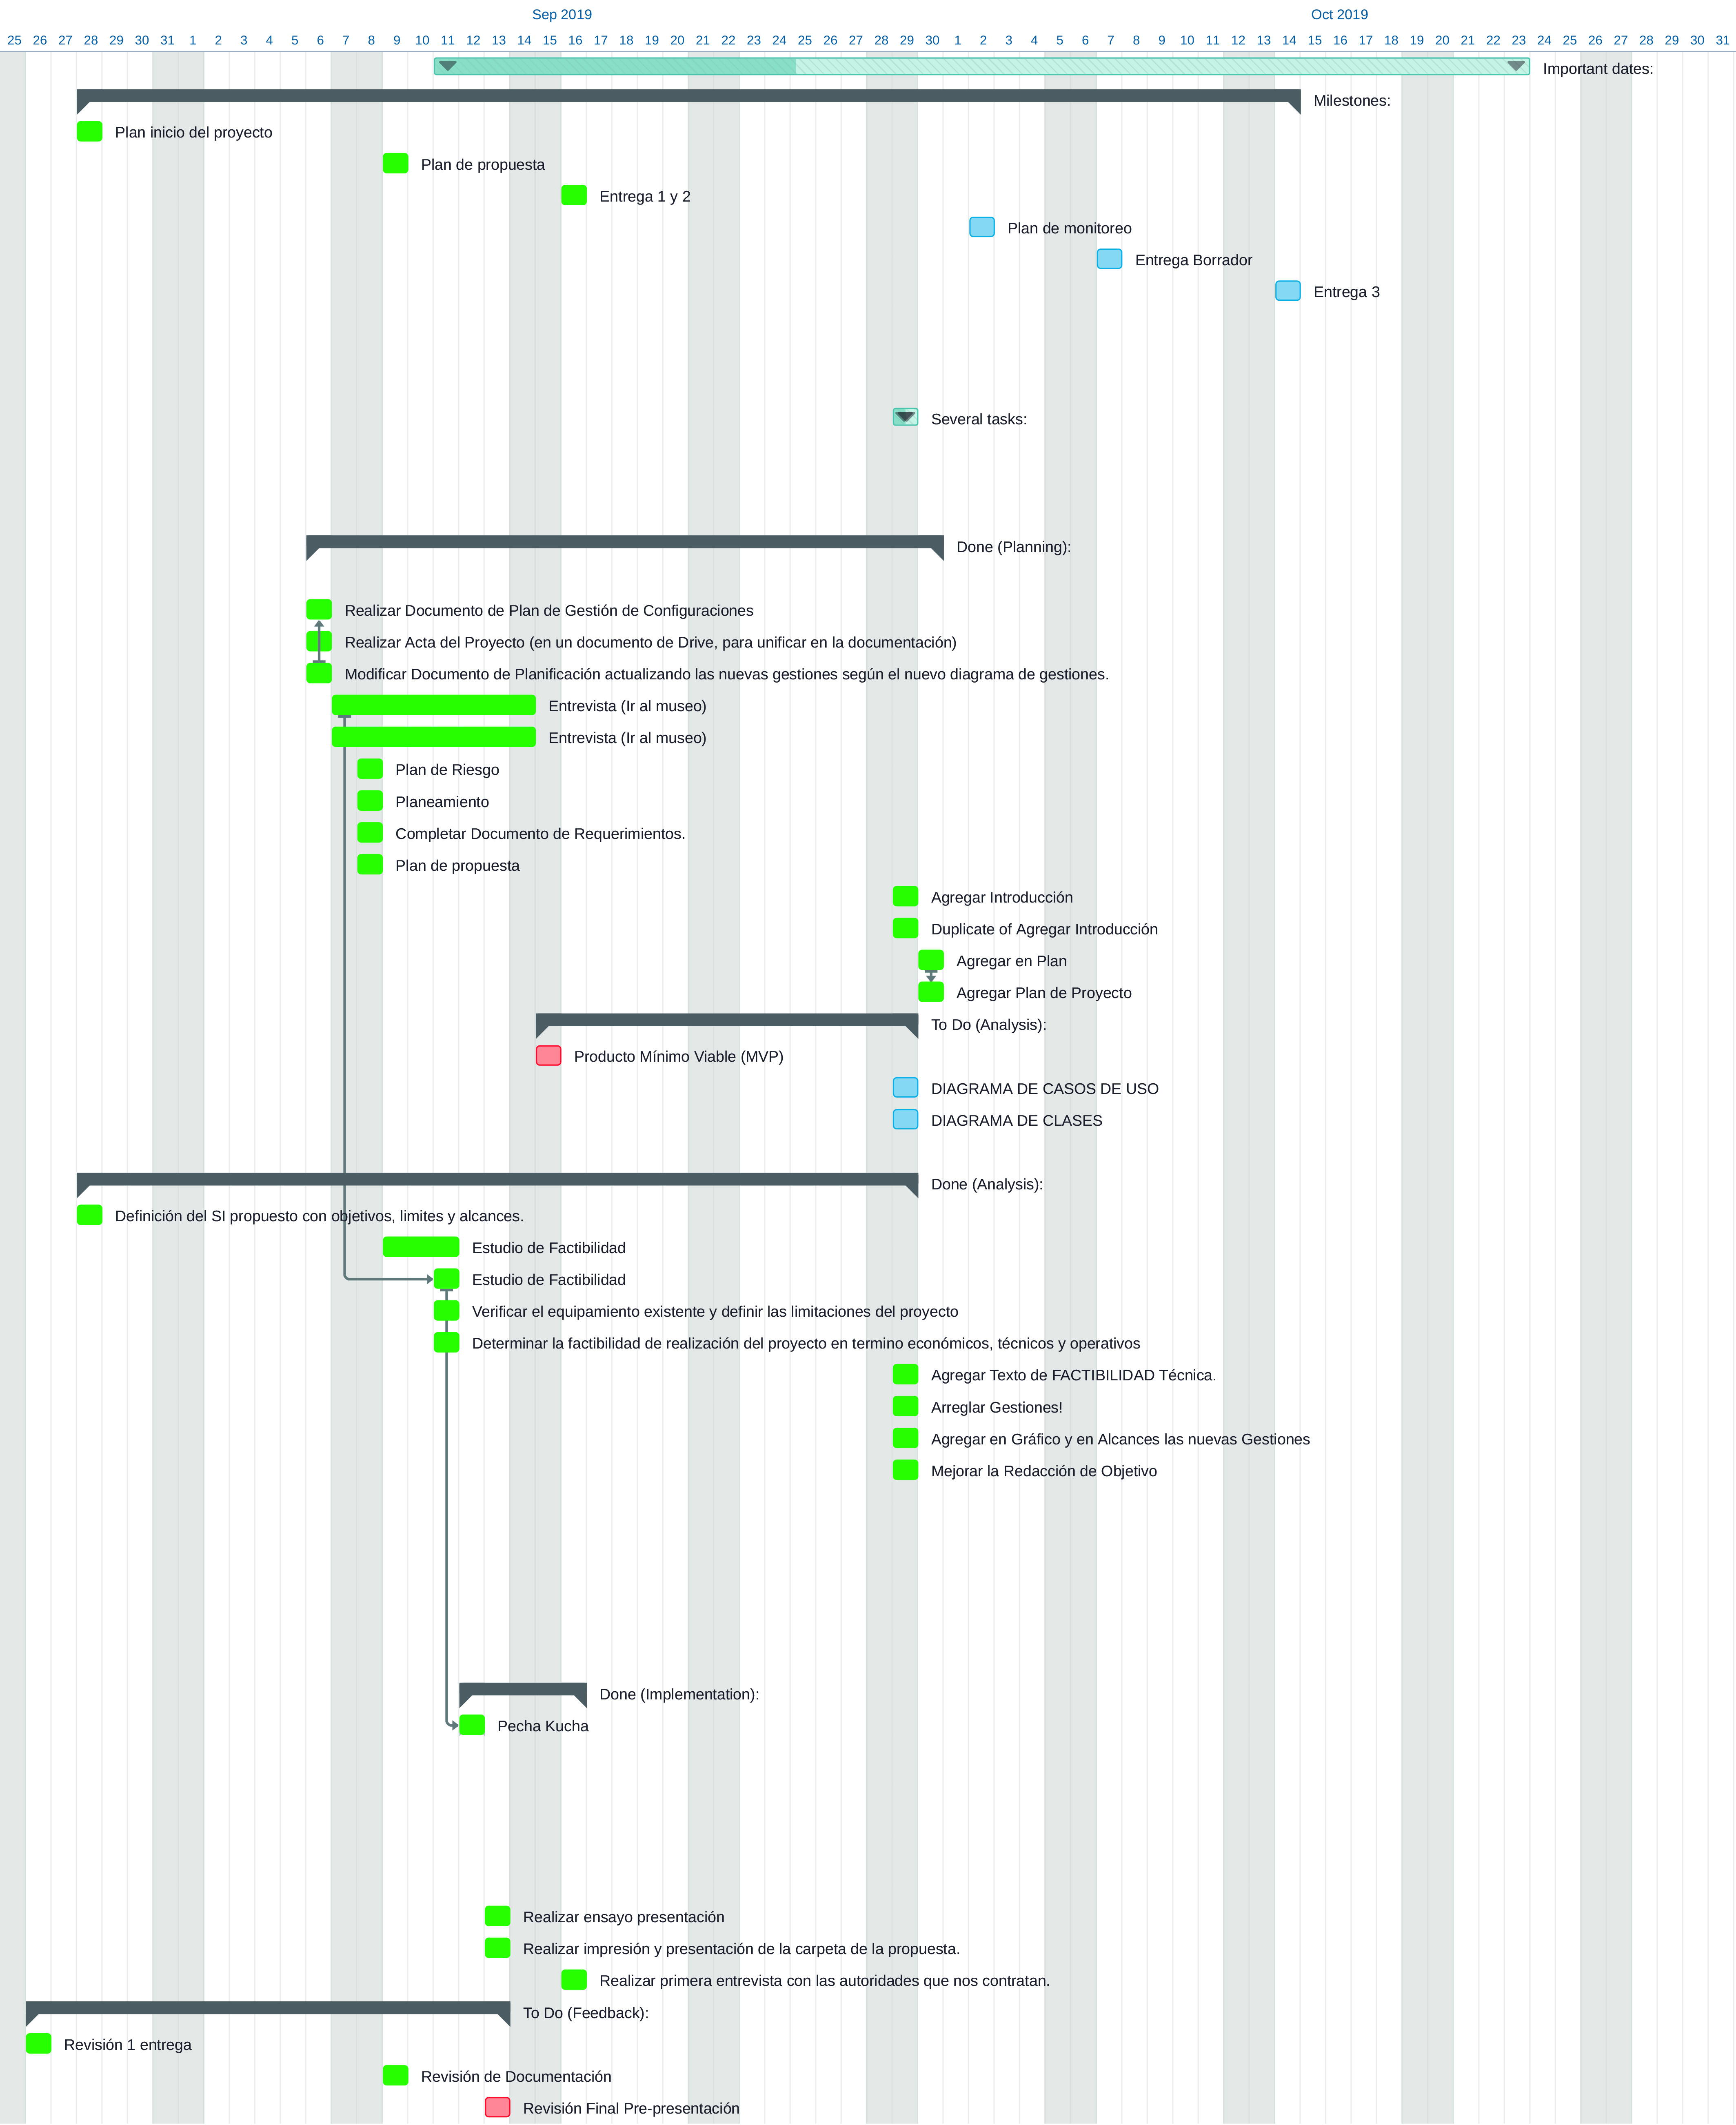 Sep 2019 Oct 2019
25 26 27 28 29 30 31 1 2 3 4 5 6 7 8 9 10 11 12 13 14 15 16 17 18 19 20 21 22 23 24 25 26 27 28 29 30 1 2 3 4 5 6 7 8 9 10 11 12 13 14 15 16 17 18 19 20 21 22 23 24 25 26 27 28 29 30 31
Important dates:
Milestones:
Plan inicio del proyecto
Plan de propuesta
Entrega 1 y 2
Plan de monitoreo
Entrega Borrador
Entrega 3
Several tasks:
Done (Planning):
Realizar Documento de Plan de Gestión de Configuraciones
Realizar Acta del Proyecto (en un documento de Drive, para unificar en la documentación)
Modificar Documento de Planificación actualizando las nuevas gestiones según el nuevo diagrama de gestiones.
Entrevista (Ir al museo)
Entrevista (Ir al museo)
Plan de Riesgo
Planeamiento
Completar Documento de Requerimientos.
Plan de propuesta
Agregar Introducción
Duplicate of Agregar Introducción
Agregar en Plan
Agregar Plan de Proyecto
To Do (Analysis):
Producto Mínimo Viable (MVP)
DIAGRAMA DE CASOS DE USO
DIAGRAMA DE CLASES
Done (Analysis):
Definición del SI propuesto con objetivos, limites y alcances.
Estudio de Factibilidad
Estudio de Factibilidad
Verificar el equipamiento existente y definir las limitaciones del proyecto
Determinar la factibilidad de realización del proyecto en termino económicos, técnicos y operativos
Agregar Texto de FACTIBILIDAD Técnica.
Arreglar Gestiones!
Agregar en Gráfico y en Alcances las nuevas Gestiones
Mejorar la Redacción de Objetivo
Done (Implementation):
Pecha Kucha
Realizar ensayo presentación
Realizar impresión y presentación de la carpeta de la propuesta.
Realizar primera entrevista con las autoridades que nos contratan.
To Do (Feedback):
Revisión 1 entrega
Revisión de Documentación
Revisión Final Pre-presentación